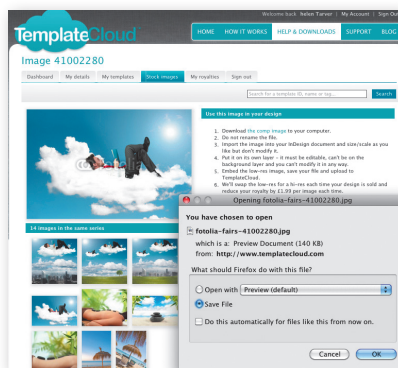 Welcome back Helen Tarver | My Account | Sign Out
TemplateCloud
HOME HOW IT WORKS HELP & DOWNLOADS SUPPORT BLOG
Image 41002280
Dashboard My details My templates Stock images My royalties Sign out
Search for a template ID, name or tag... Search
Use this image in your design
1. Download the comp image to your computer.
2. Do not rename the file.
3. Import the image into your InDesign document and size/scale as you
like but don't modify it.
4. Put it on its own layer - it must be editable, can't be on the
background layer and you can't modify it in any way.
5. Embed the low-res image, save your file and upload to
TemplateCloud.
6. We'll swap the low-res for a hi-res each time your design is sold and
reduce your royalty by £1.99 per image each time.
14 images in the same series
Opening fotolia-fairs-41002280.jpg
You have chosen to open
fotolia-fairs-41002280.jpg
which is a: Preview Document (140 KB)
from: http://www.templatecloud.com
What should Firefox do with this file?
Open with Preview (default)
Save File
Do this automatically for files like this from now on.
Cancel OK